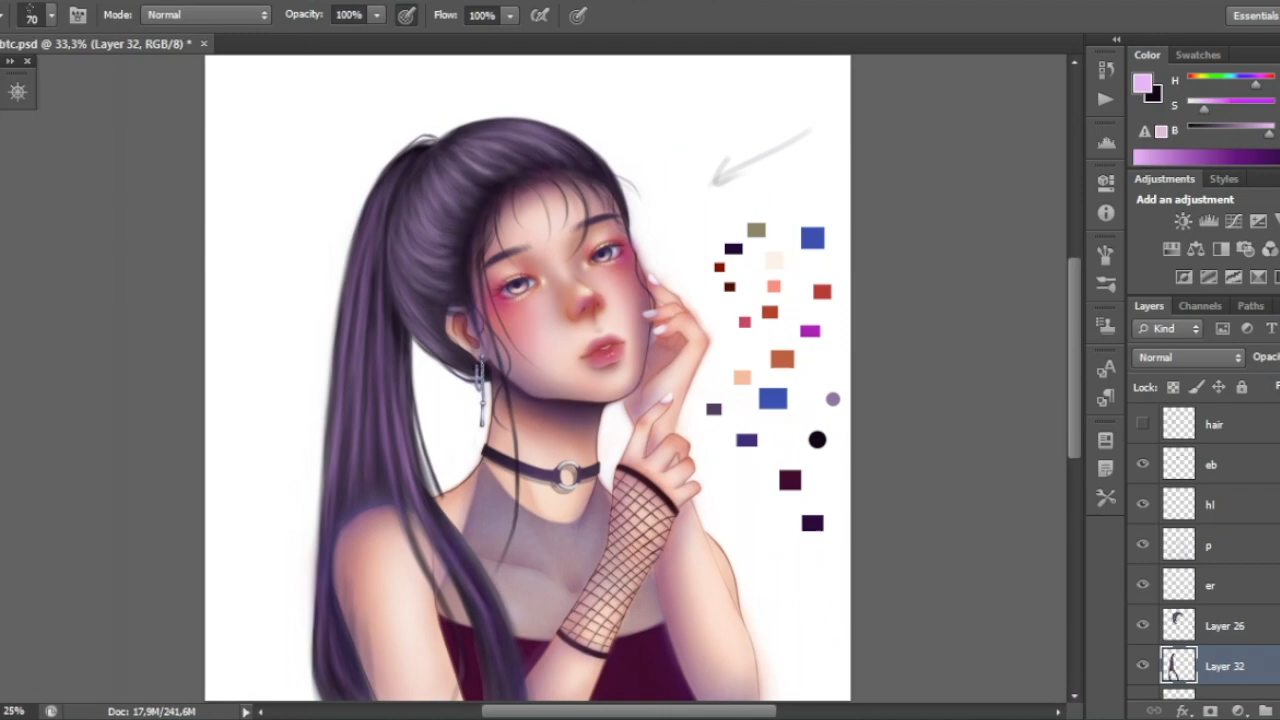 70 Mode: Normal Opacity: 100% Flow: 100% Essentials
btc.psd @ 33,3% (Layer 32, RGB/8) * ×
Color Swatches
H
S
B
Adjustments Styles
Add an adjustment
Layers Channels Paths
Kind T
Normal Opaci
Lock: F
hair
eb
hl
p
er
Layer 26
Layer 32
25% Doc: 17,9M/241,6M fx